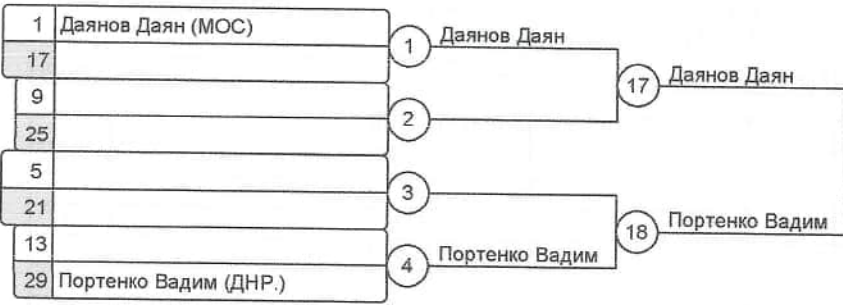 1 Даянов Даян (МОС)
1 Даянов Даян
17
17 Даянов Даян
9
2
25
5
3
21
18 Портенко Вадим
13
4 Портенко Вадим
29 Портенко Вадим (ДНР.)